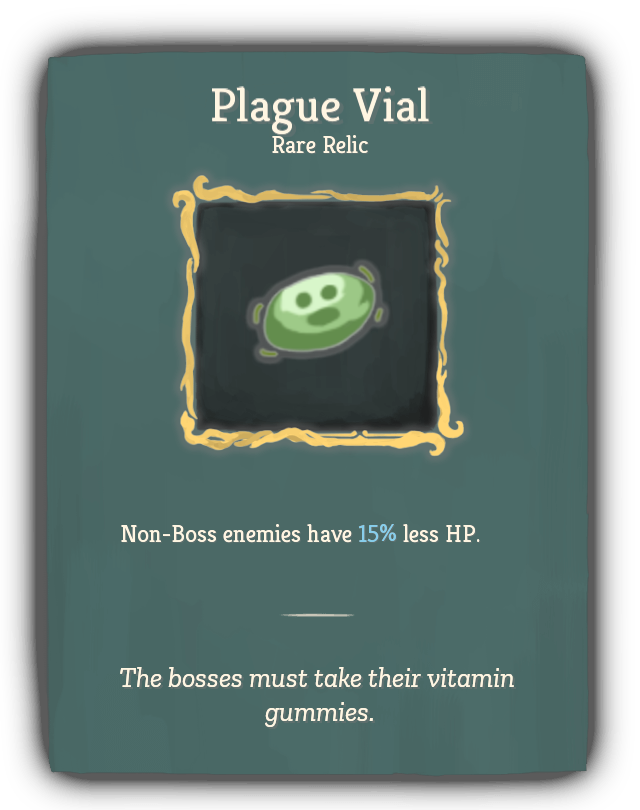 Plague Vial
Rare Relic
Non-Boss enemies have 15% less HP.
The bosses must take their vitamin
gummies.